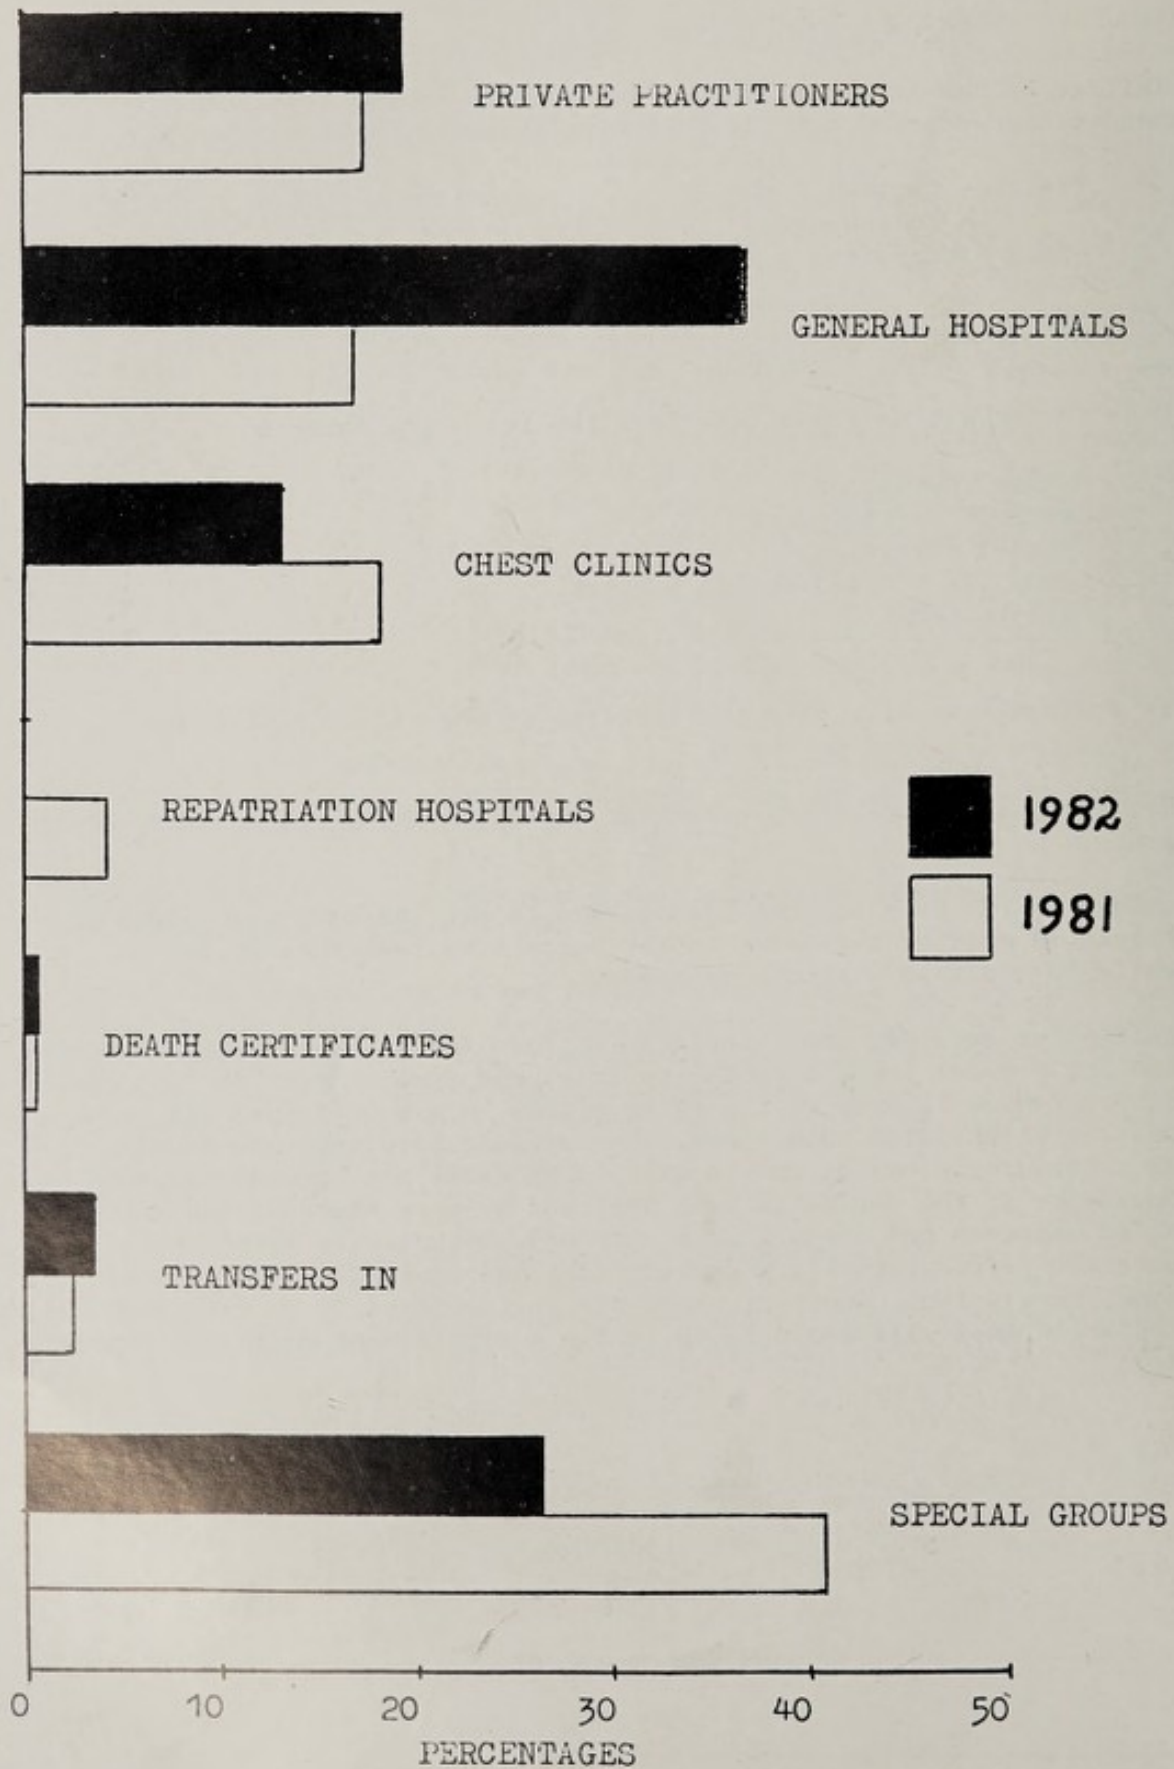 PRIVATE PRACTITIONERS
GENERAL HOSPITALS
CHEST CLINICS
REPATRIATION HOSPITALS
1982
1981
DEATH CERTIFICATES
TRANSFERS IN
SPECIAL GROUPS
0 10 20 30 40 50
PERCENTAGES